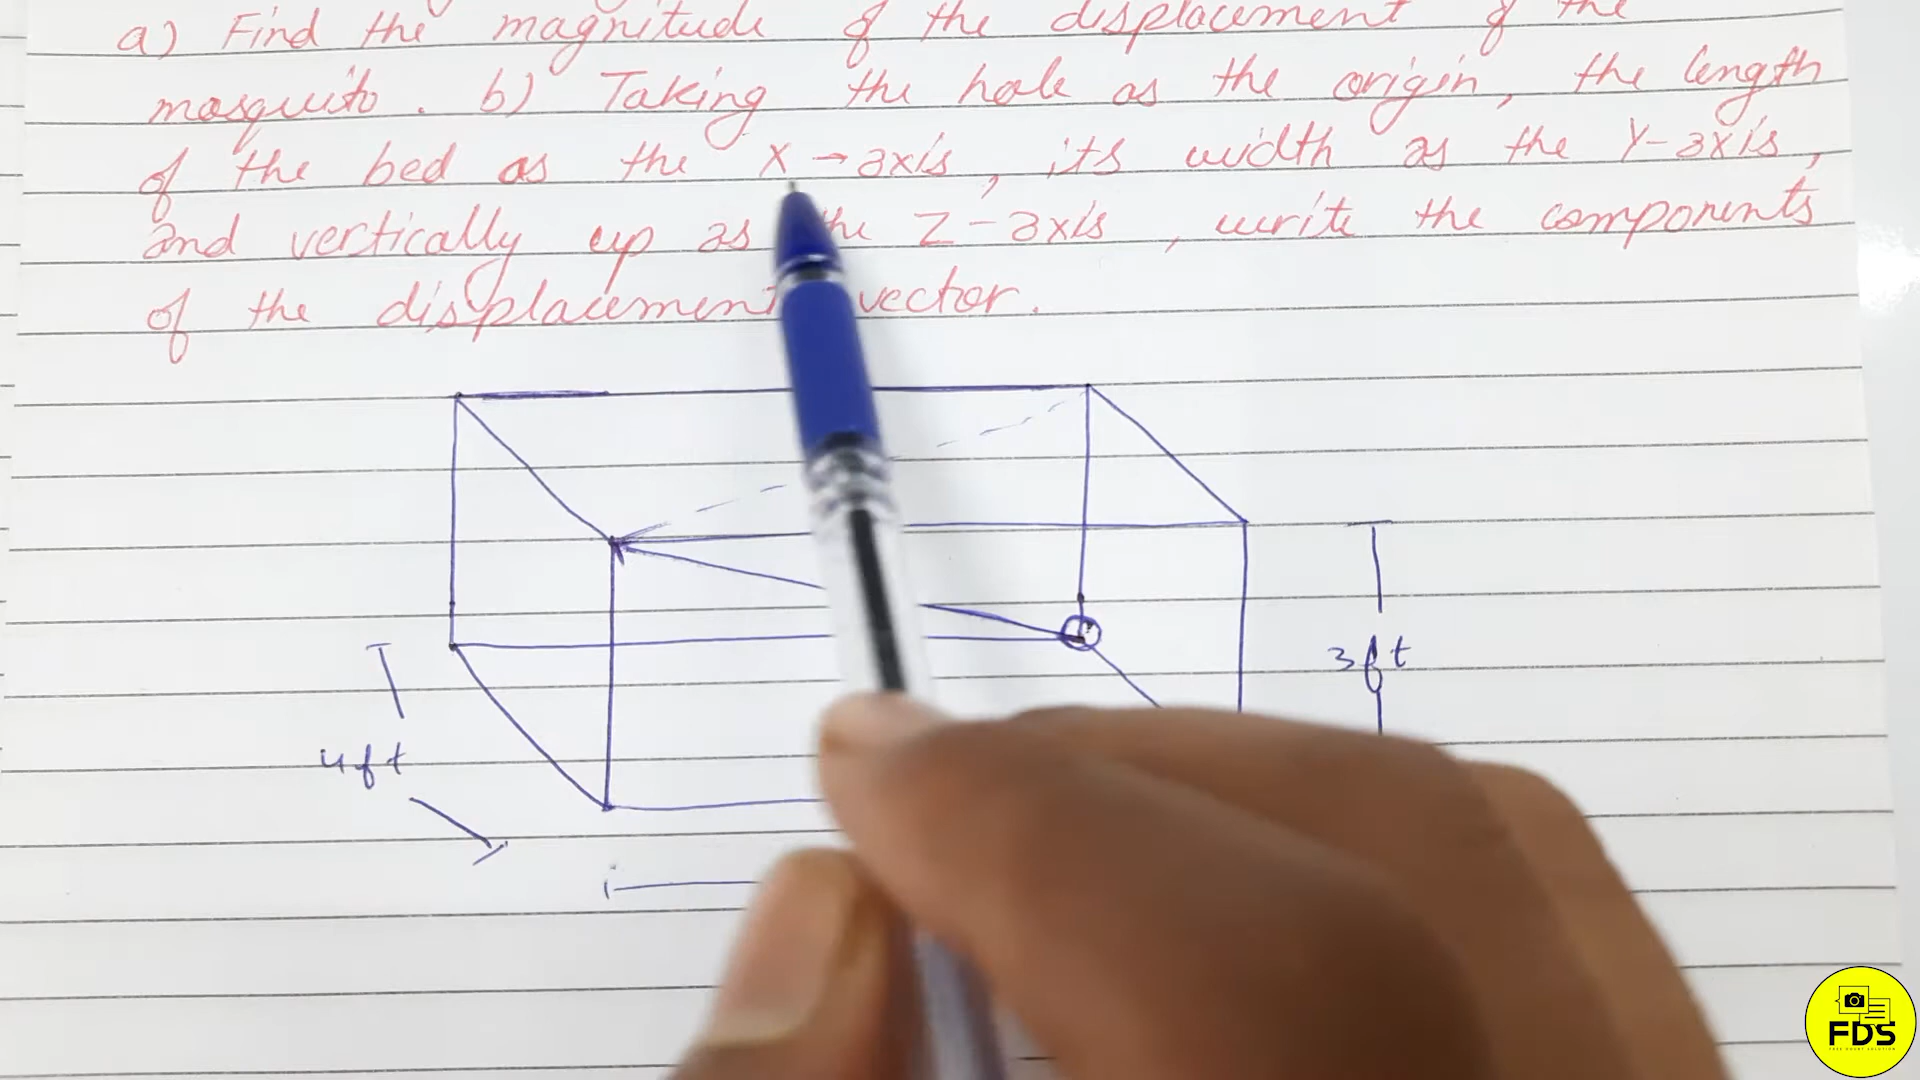 a) Find the magnitude of the displacement of the
mosquito. b) Taking the hole as the origin, the length
of the bed as the X-axis, its width as the Y-axis,
and vertically up as the Z-axis, write the components
of the displacement vector.
3ft
4ft
FDS